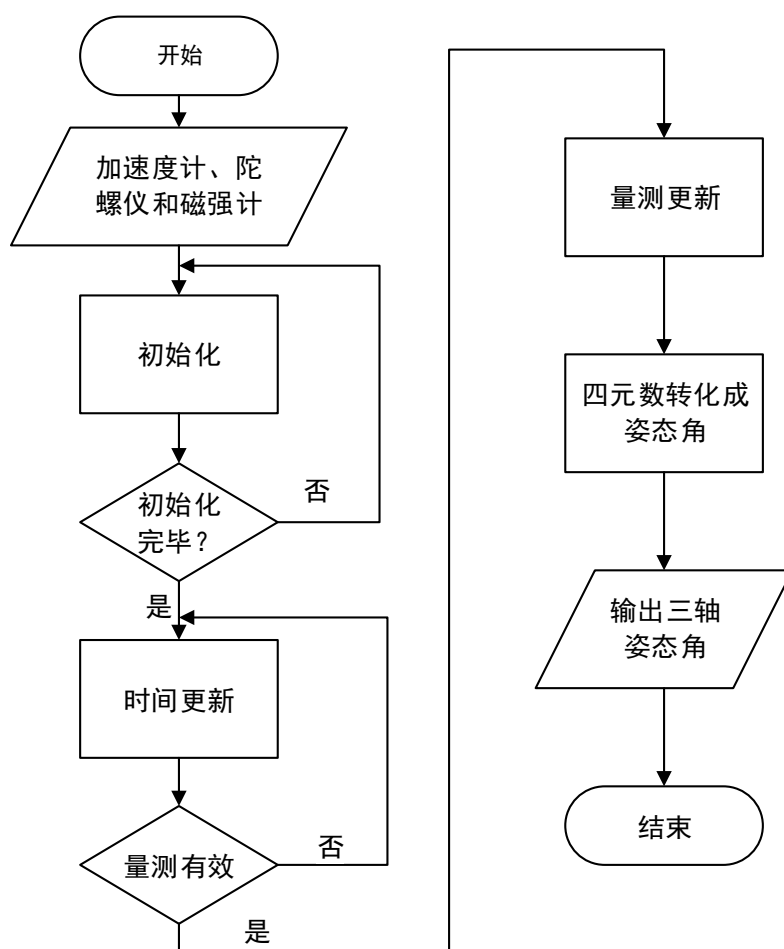 开始
加速度计、陀
螺仪和磁强计
初始化
初始化
完毕？
否
是
时间更新
量测有效
否
是
量测更新
四元数转化成
姿态角
输出三轴
姿态角
结束